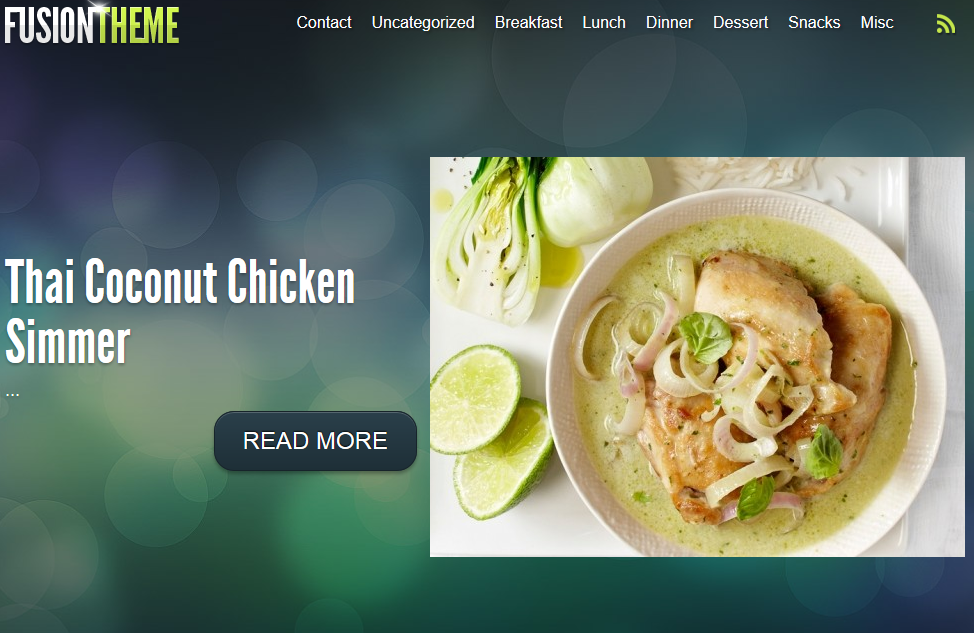 FUSIONTHEME
Contact Uncategorized Breakfast Lunch Dinner Dessert Snacks Misc
Thai Coconut Chicken
Simmer
...
READ MORE